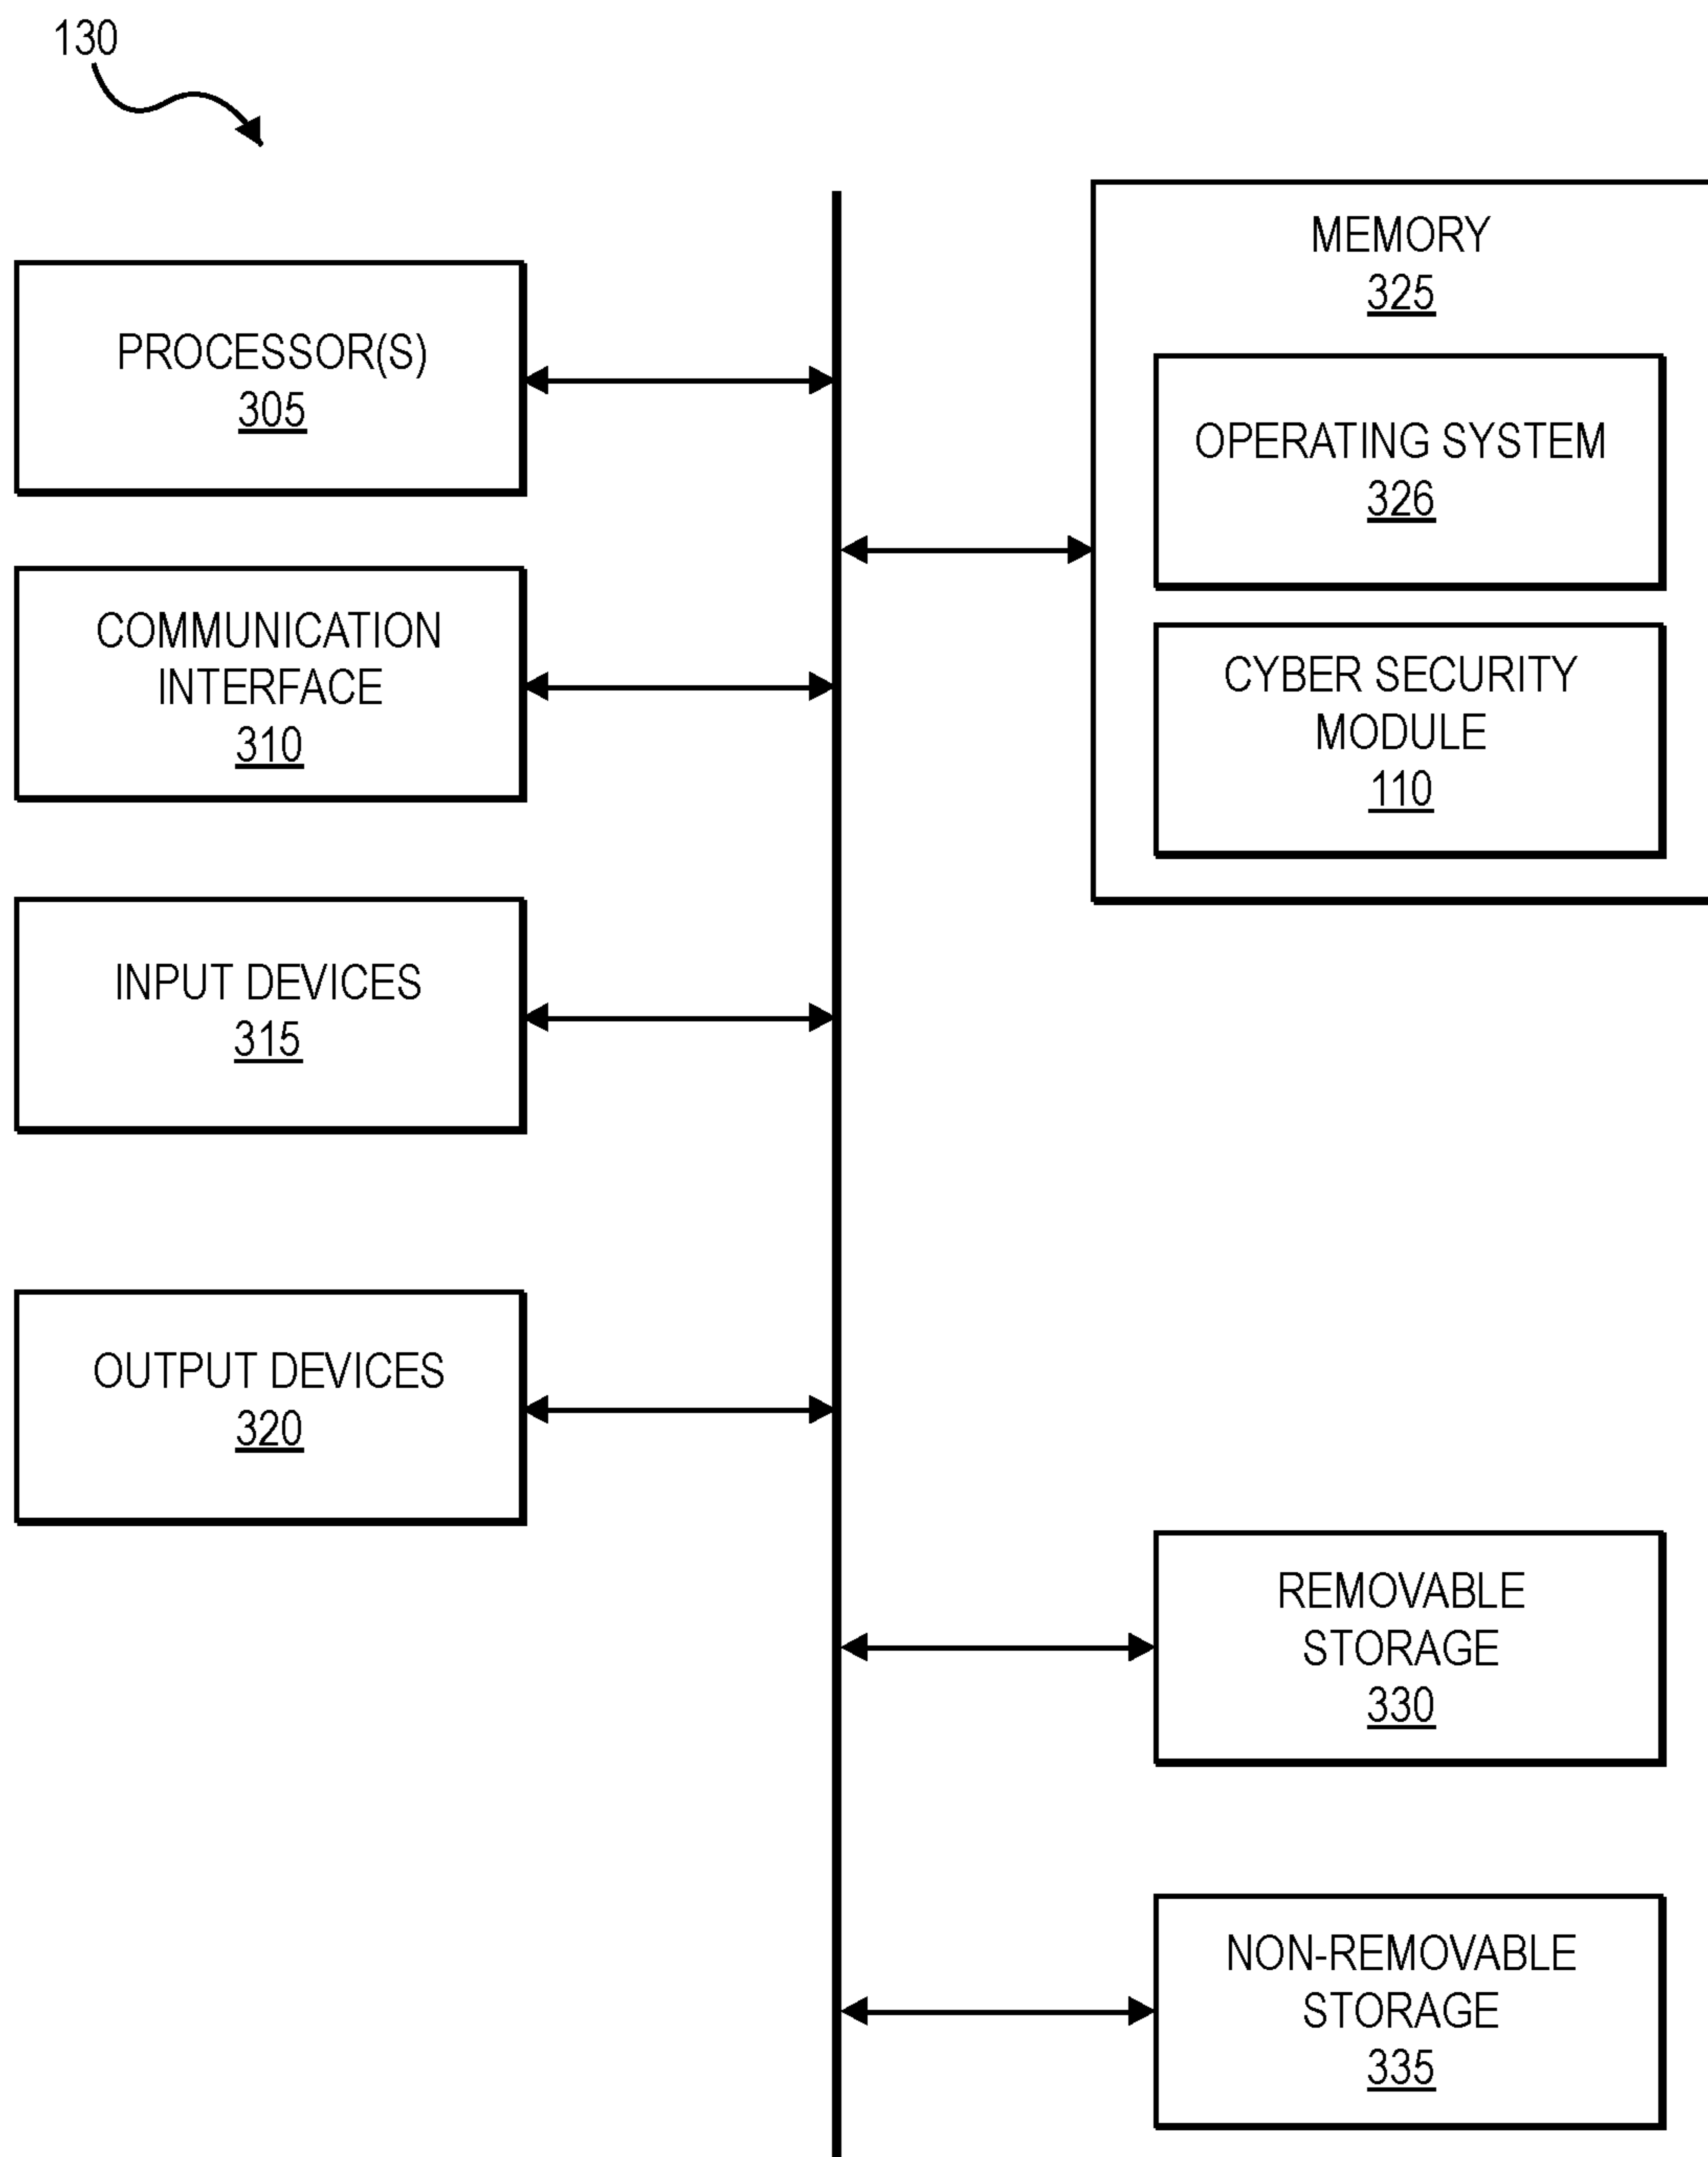 130
PROCESSOR(S)
305
COMMUNICATION
INTERFACE
310
INPUT DEVICES
315
OUTPUT DEVICES
320
MEMORY
325
OPERATING SYSTEM
326
CYBER SECURITY
MODULE
110
REMOVABLE
STORAGE
330
NON-REMOVABLE
STORAGE
335